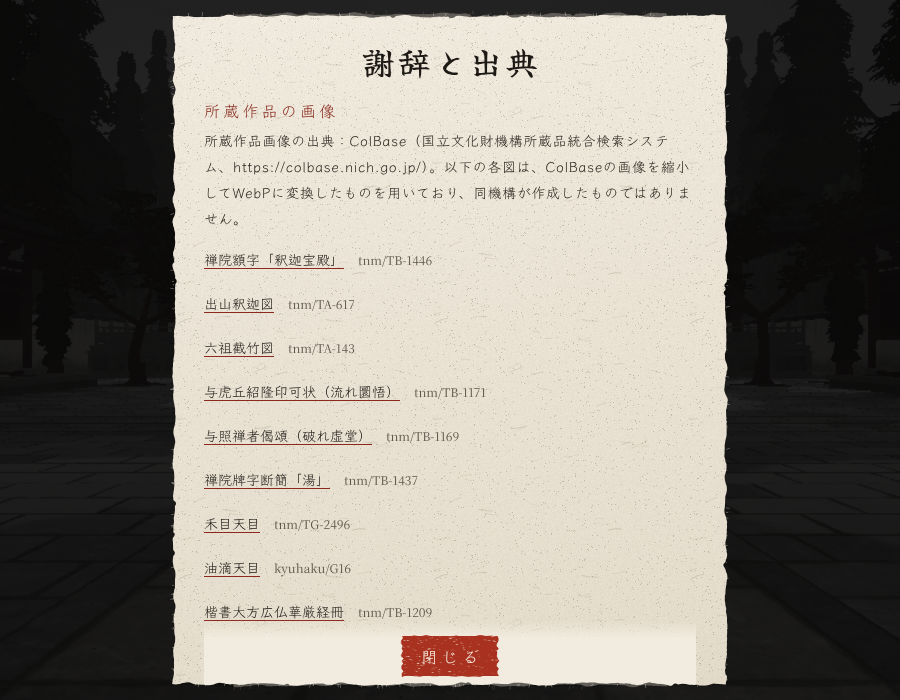 謝辞と出典
所蔵作品の画像
所蔵作品画像の出典：ColBase（国立文化財機構所蔵品統合検索システ
ム、https://colbase.nich.go.jp/）。以下の各図は、ColBaseの画像を縮小
してWebPに変換したものを用いており、同機構が作成したものではありま
せん。
禅院額字「釈迦宝殿」 tnm/TB-1446
出山釈迦図 tnm/TA-617
六祖截竹図 tnm/TA-143
与虎丘紹隆印可状（流れ圜悟） tnm/TB-1171
与照禅者偈頌（破れ虚堂） tnm/TB-1169
禅院牌字断簡「湯」 tnm/TB-1437
禾目天目 tnm/TG-2496
油滴天目 kyuhaku/G16
楷書大方広仏華厳経冊 tnm/TB-1209
閉じる